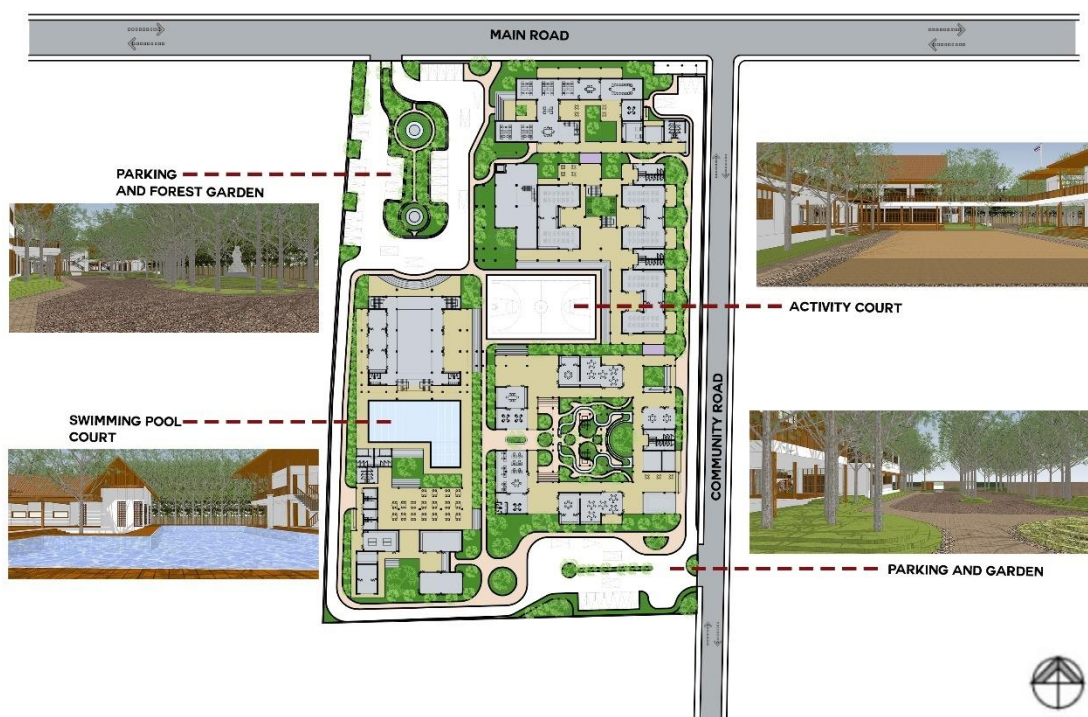 MAIN ROAD
PARKING
AND FOREST GARDEN
ACTIVITY COURT
SWIMMING POOL
COURT
COMMUNITY ROAD
PARKING AND GARDEN